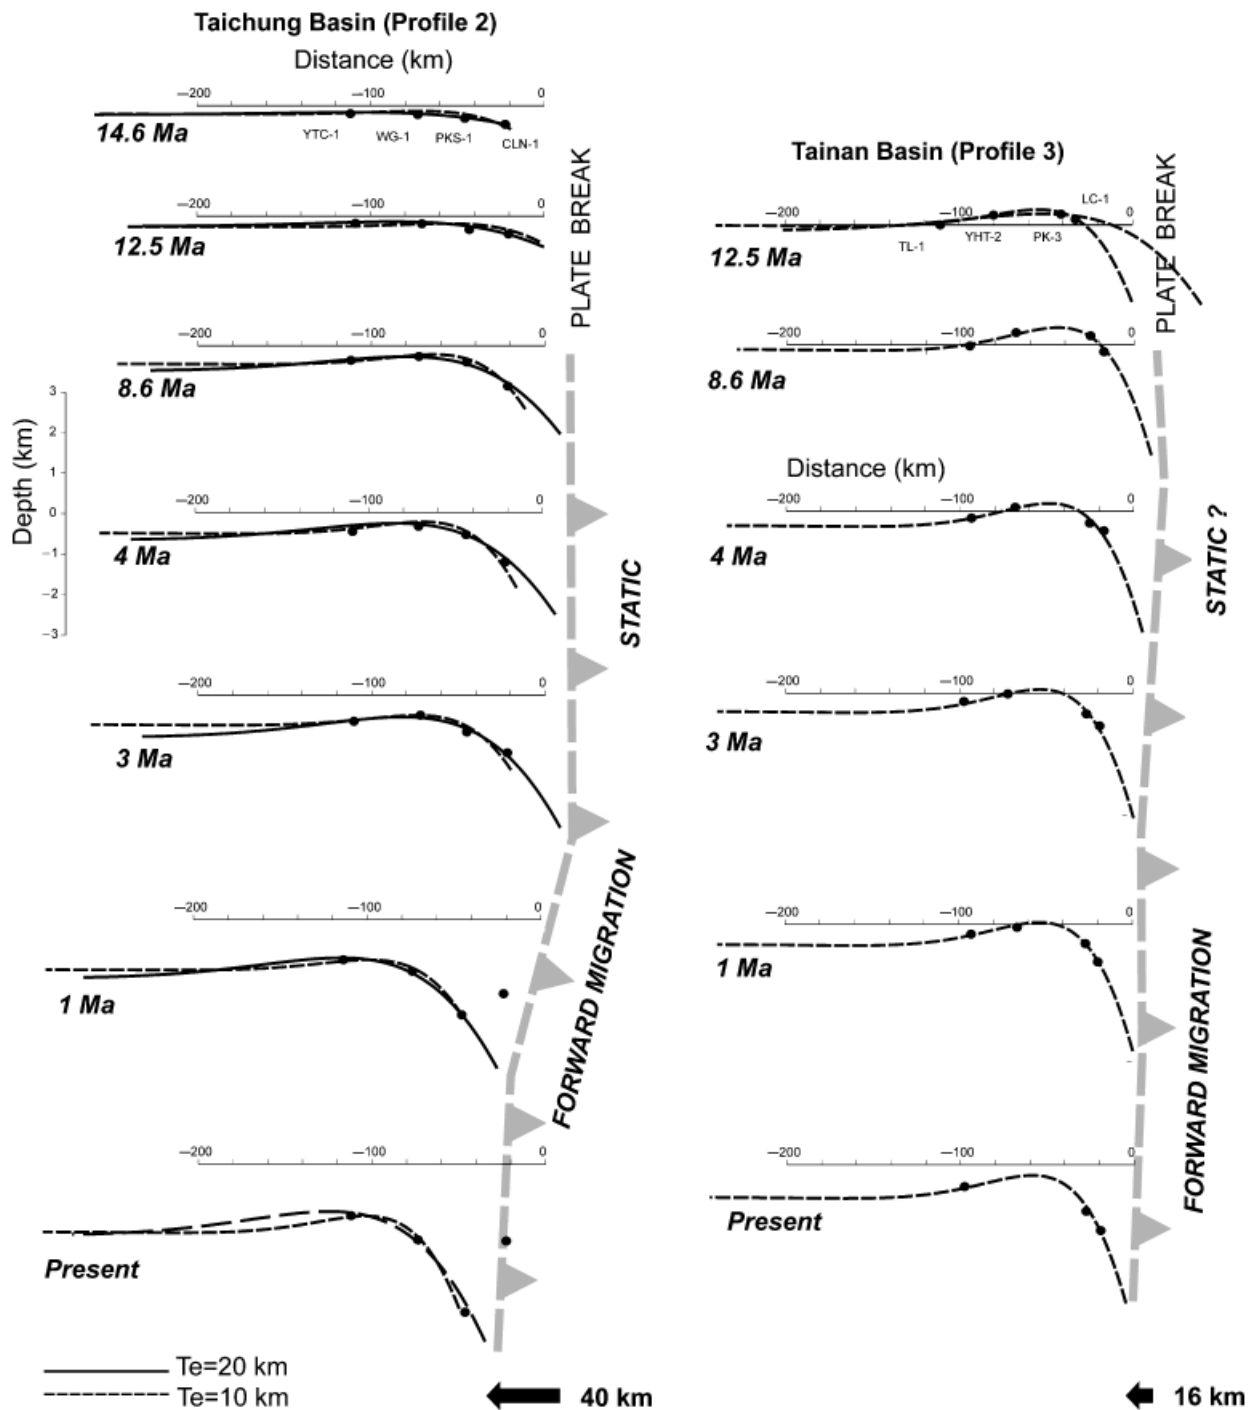 Taichung Basin (Profile 2)
Distance (km)
−200 −100 0
14.6 Ma
YTC-1 WG-1 PKS-1 CLN-1
−200 −100 0
12.5 Ma
−200 −100 0
8.6 Ma
Depth (km)
3
2
1
0
−1
−2
−3
−200 −100 0
4 Ma
−200 −100 0
3 Ma
−200 −100 0
1 Ma
−200 −100 0
Present
PLATE BREAK
STATIC
FORWARD MIGRATION
Te=20 km
Te=10 km
40 km
Tainan Basin (Profile 3)
LC-1
−200 −100 0
TL-1 YHT-2 PK-3
12.5 Ma
−200 −100 0
8.6 Ma
Distance (km)
−200 −100 0
4 Ma
−200 −100 0
3 Ma
−200 −100 0
1 Ma
−200 −100 0
Present
PLATE BREAK
STATIC ?
FORWARD MIGRATION
16 km